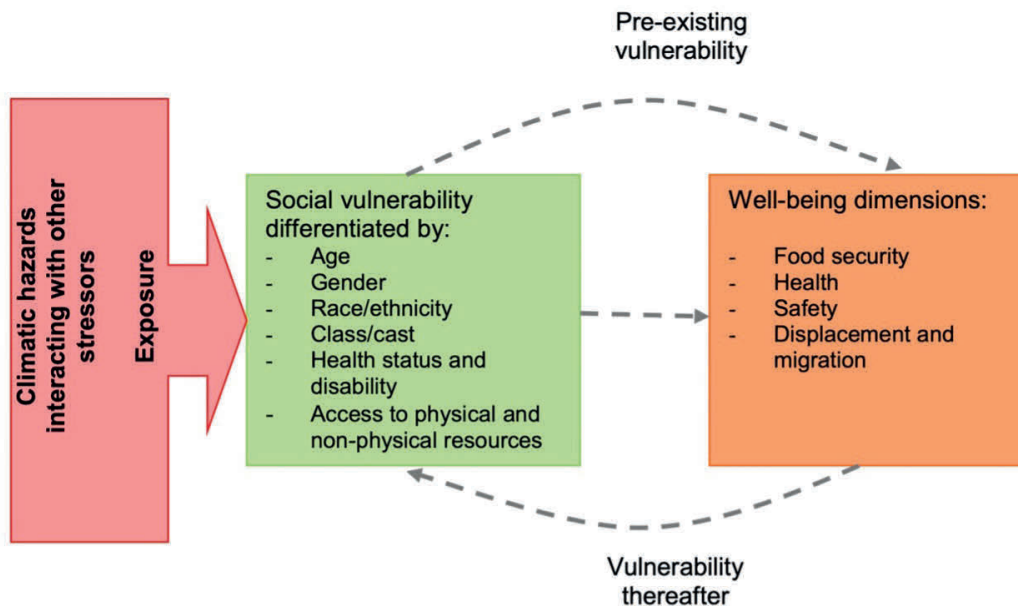 Pre-existing
vulnerability
Climatic hazards
interacting with other
stressors
Exposure
Social vulnerability
differentiated by:
- Age
- Gender
- Race/ethnicity
- Class/cast
- Health status and
disability
- Access to physical and
non-physical resources
Well-being dimensions:
- Food security
- Health
- Safety
- Displacement and
migration
Vulnerability
thereafter